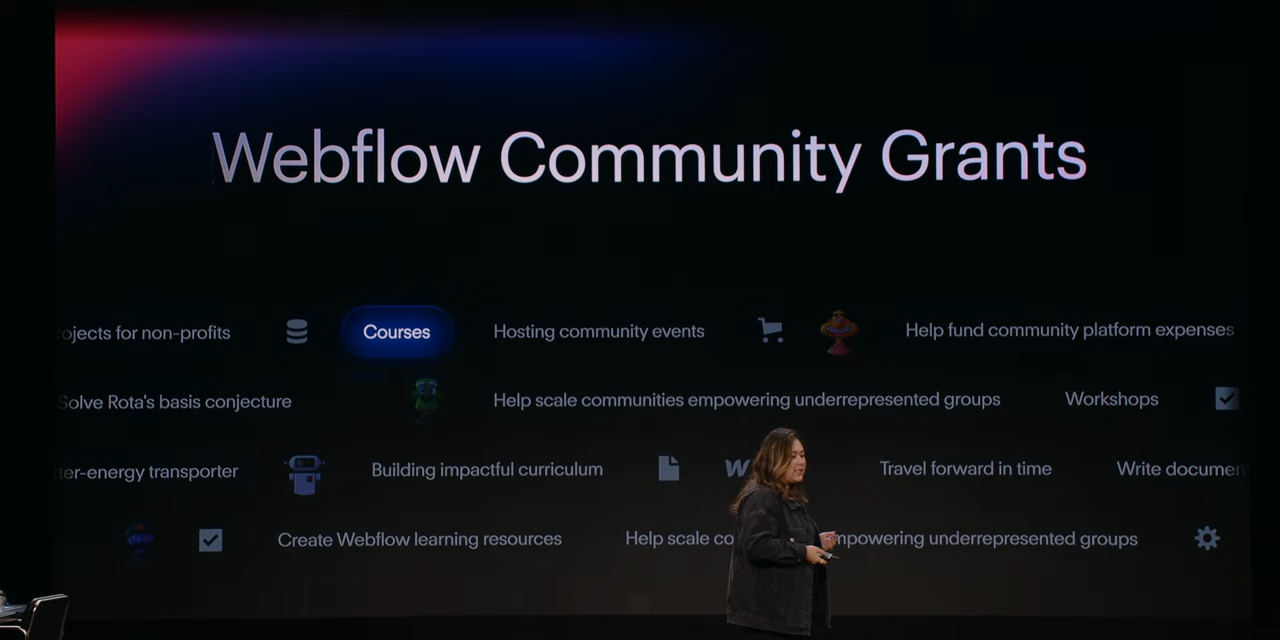 Webflow Community Grants
rojects for non-profits Courses Hosting community events Help fund community platform expenses
Solve Rota's basis conjecture Help scale communities empowering underrepresented groups Workshops
ter-energy transporter Building impactful curriculum W Travel forward in time Write documen
Create Webflow learning resources Help scale co mpowering underrepresented groups